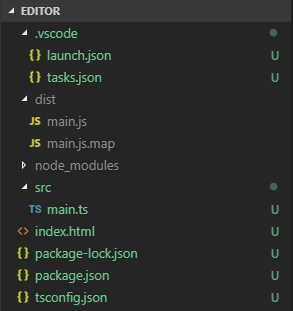 EDITOR
.vscode
{} launch.json U
{} tasks.json U
dist
JS main.js
JS main.js.map
node_modules
src
TS main.ts U
<> index.html U
{} package-lock.json U
{} package.json U
{} tsconfig.json U